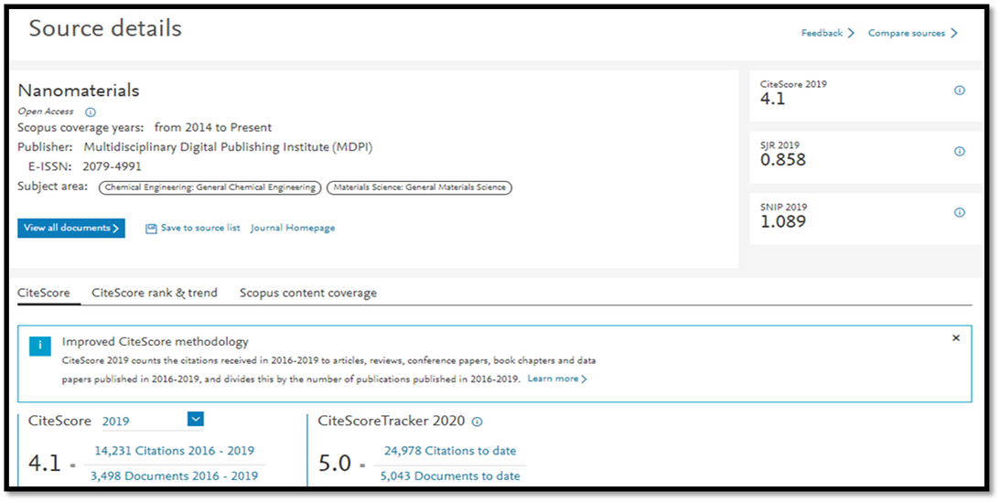 Source details
Feedback
Compare sources
Nanomaterials
Open Access
Scopus coverage years: from 2014 to Present
Publisher: Multidisciplinary Digital Publishing Institute (MDPI)
E-ISSN: 2079-4991
Subject area: Chemical Engineering: General Chemical Engineering Materials Science: General Materials Science
View all documents
Save to source list
Journal Homepage
CiteScore 2019
4.1
SJR 2019
0.858
SNIP 2019
1.089
CiteScore
CiteScore rank & trend
Scopus content coverage
i
Improved CiteScore methodology
CiteScore 2019 counts the citations received in 2016-2019 to articles, reviews, conference papers, book chapters and data
papers published in 2016-2019, and divides this by the number of publications published in 2016-2019. Learn more
CiteScore 2019
4.1 =
14,231 Citations 2016 - 2019
3,498 Documents 2016 - 2019
CiteScoreTracker 2020
5.0 =
24,978 Citations to date
5,043 Documents to date